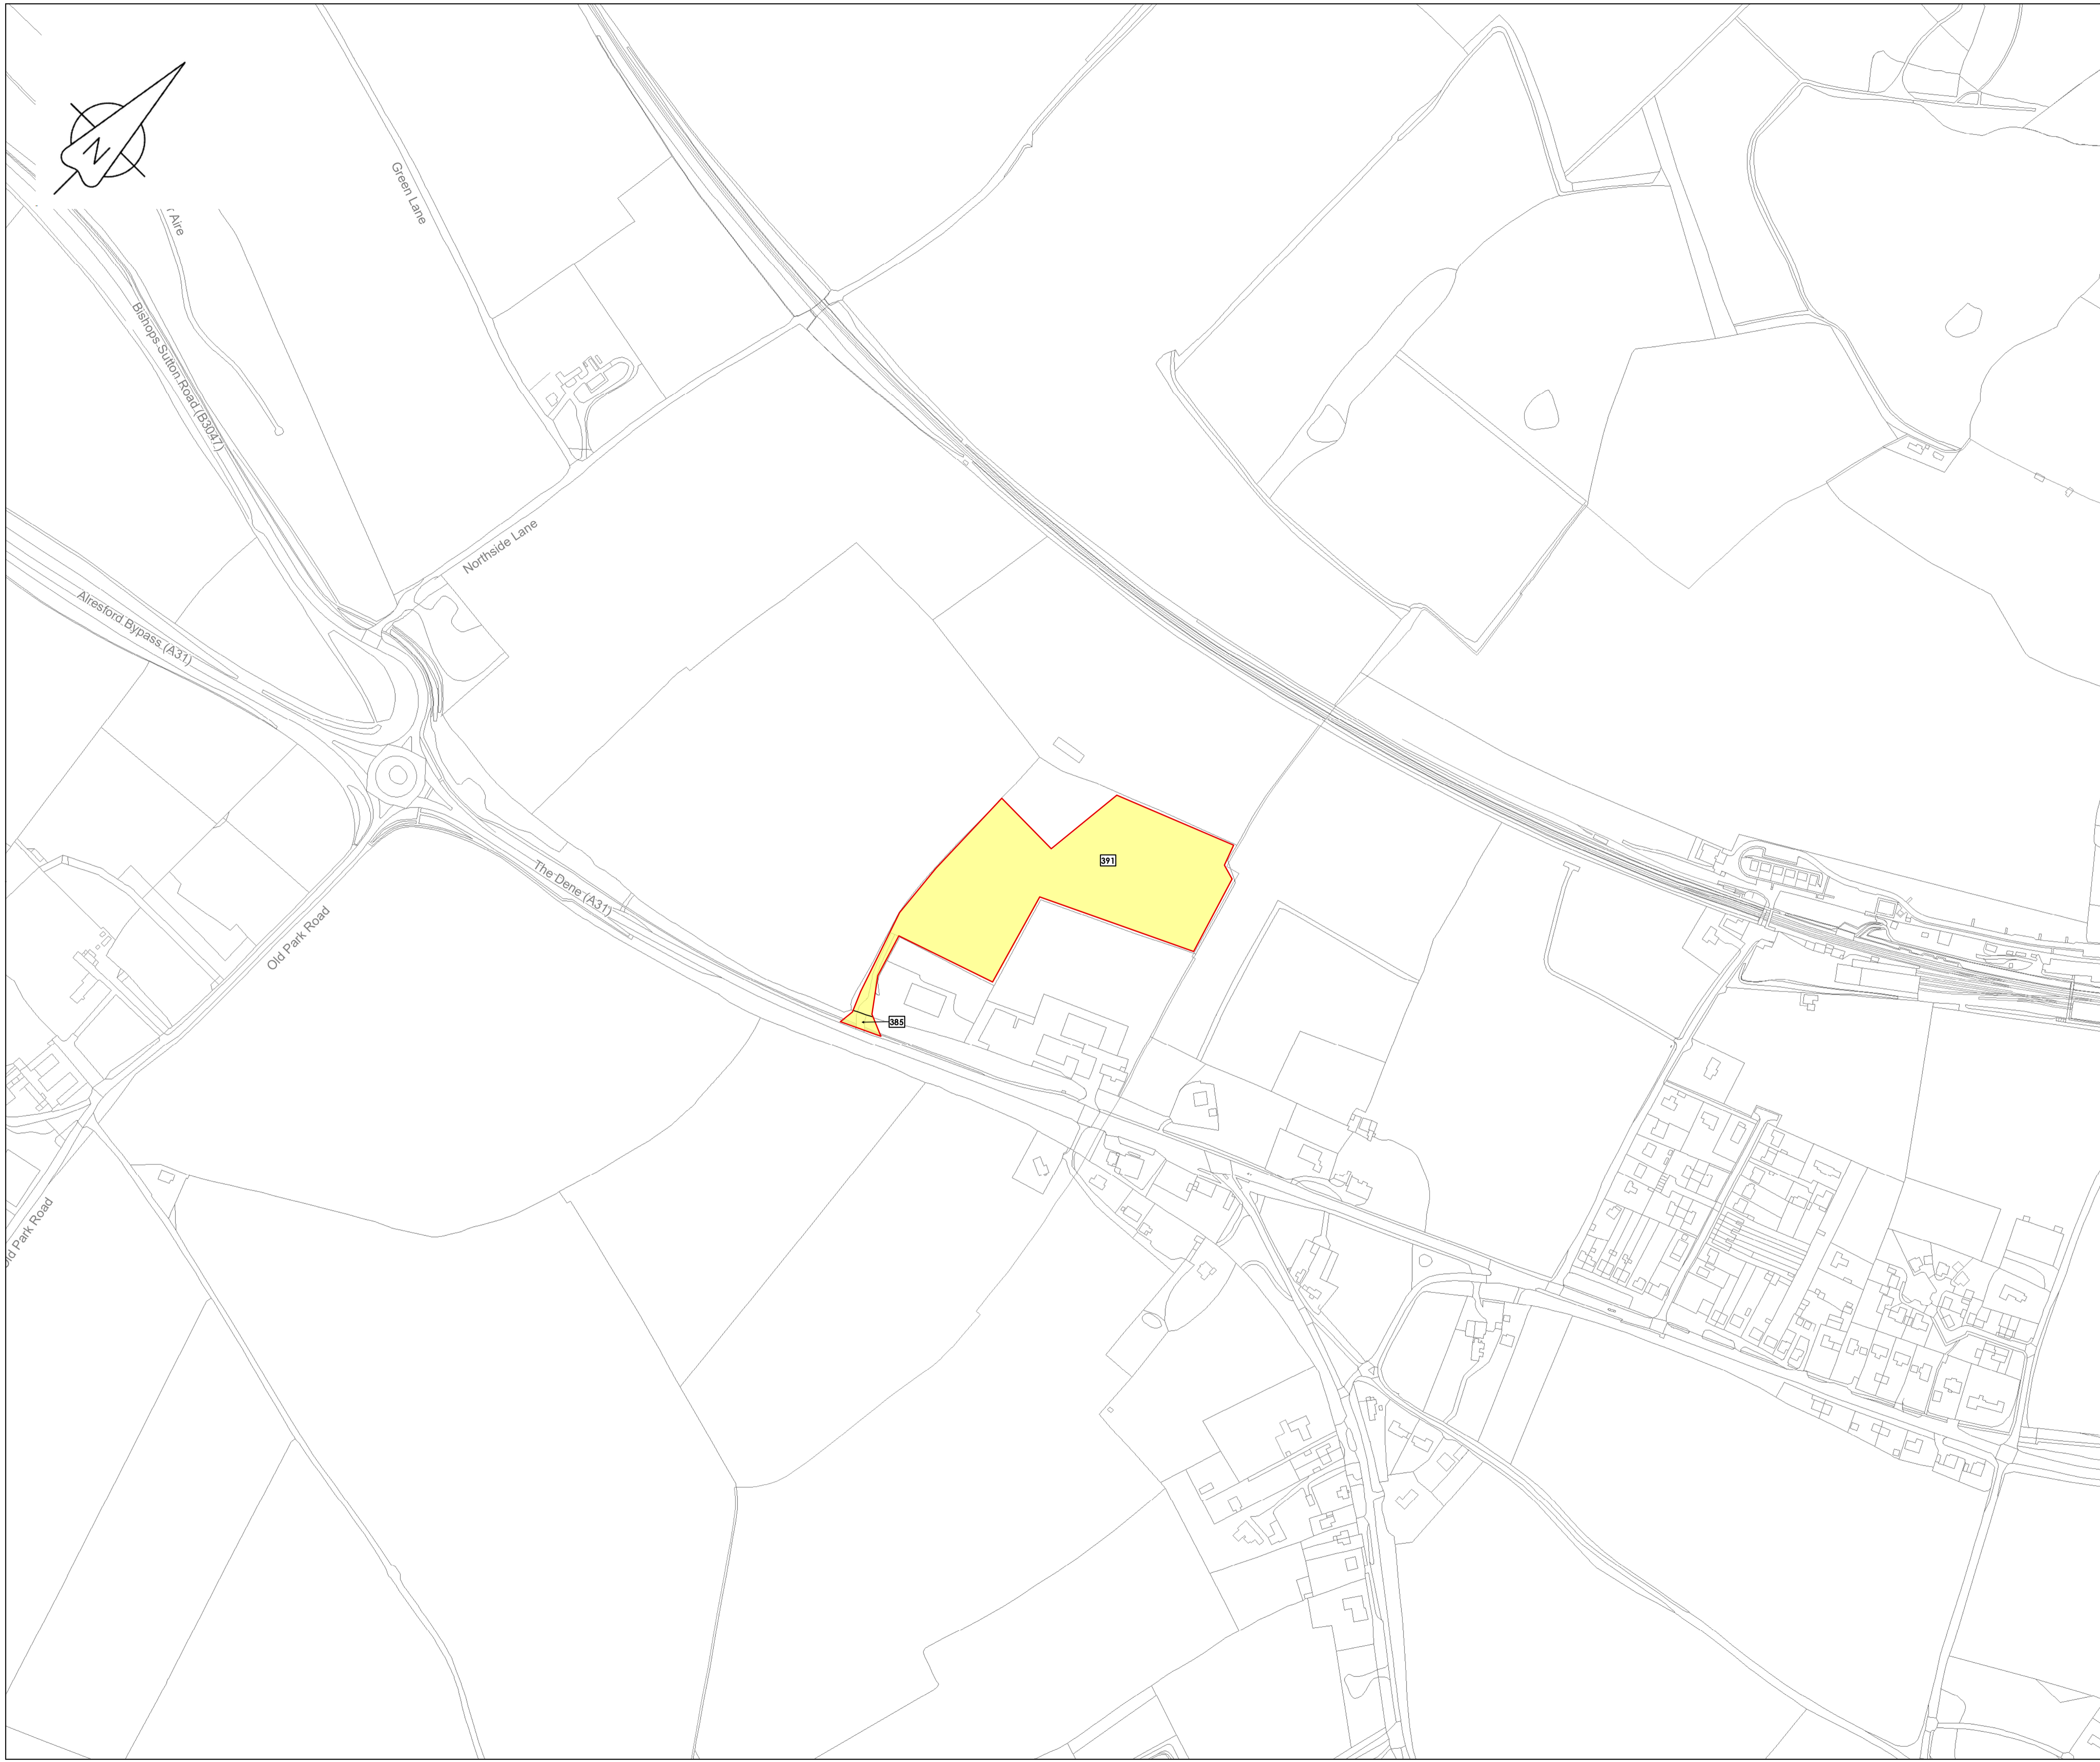 N
Aire
Green Lane
Bishops Sutton Road (B3047)
Northside Lane
Alresford Bypass (A31)
391
The Dene (A31)
Old Park Road
385
Old Park Road